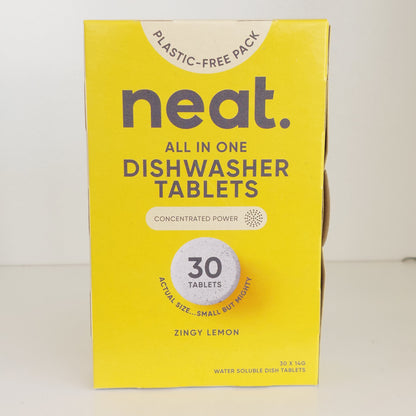 PLASTIC-FREE PACK
neat.
ALL IN ONE
DISHWASHER
TABLETS
CONCENTRATED POWER
30
TABLETS
ACTUAL SIZE...SMALL BUT MIGHTY
ZINGY LEMON
30 X 14G
WATER SOLUBLE DISH TABLETS